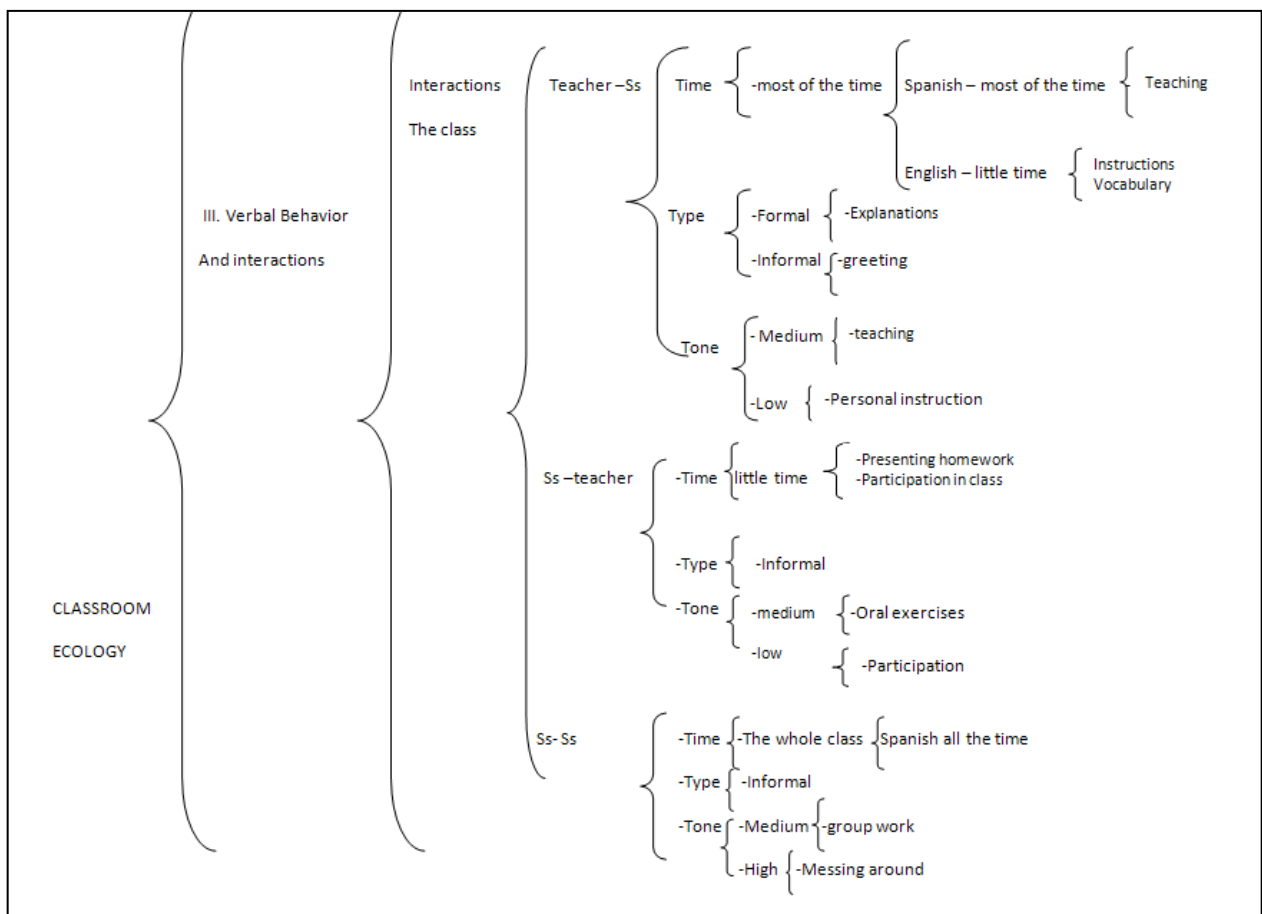 Interactions
The class
Teacher –Ss
Time
-most of the time
Spanish – most of the time
Teaching
English – little time
Instructions
Vocabulary
III. Verbal Behavior
And interactions
Type
-Formal
-Explanations
-Informal
-greeting
Tone
- Medium
-teaching
-Low
-Personal instruction
Ss –teacher
-Time
little time
-Presenting homework
-Participation in class
-Type
-Informal
-Tone
-medium
-Oral exercises
-low
-Participation
CLASSROOM
ECOLOGY
Ss- Ss
-Time
-The whole class
Spanish all the time
-Type
-Informal
-Tone
-Medium
-group work
-High
-Messing around